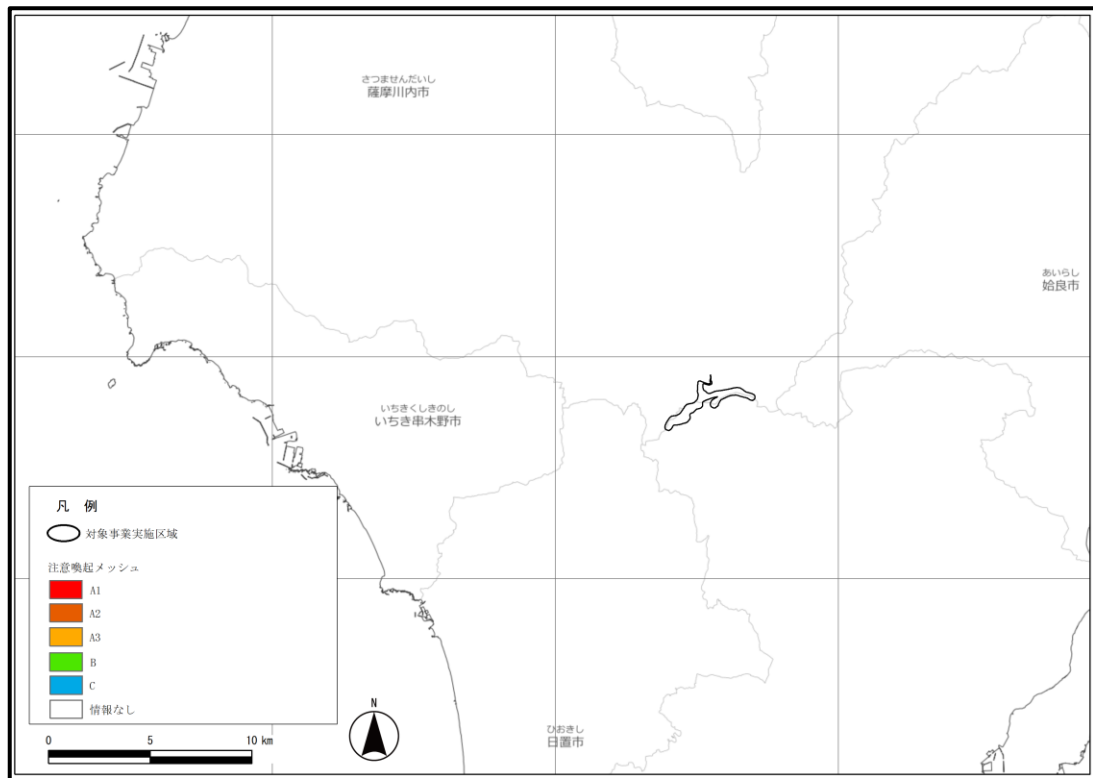 さつませんだいし
薩摩川内市
あいらし
姶良市
いちきくしきのし
いちき串木野市
凡 例
対象事業実施区域
注意喚起メッシュ
A1
A2
A3
B
C
情報なし
0 5 10 km
N
ひおきし
日置市